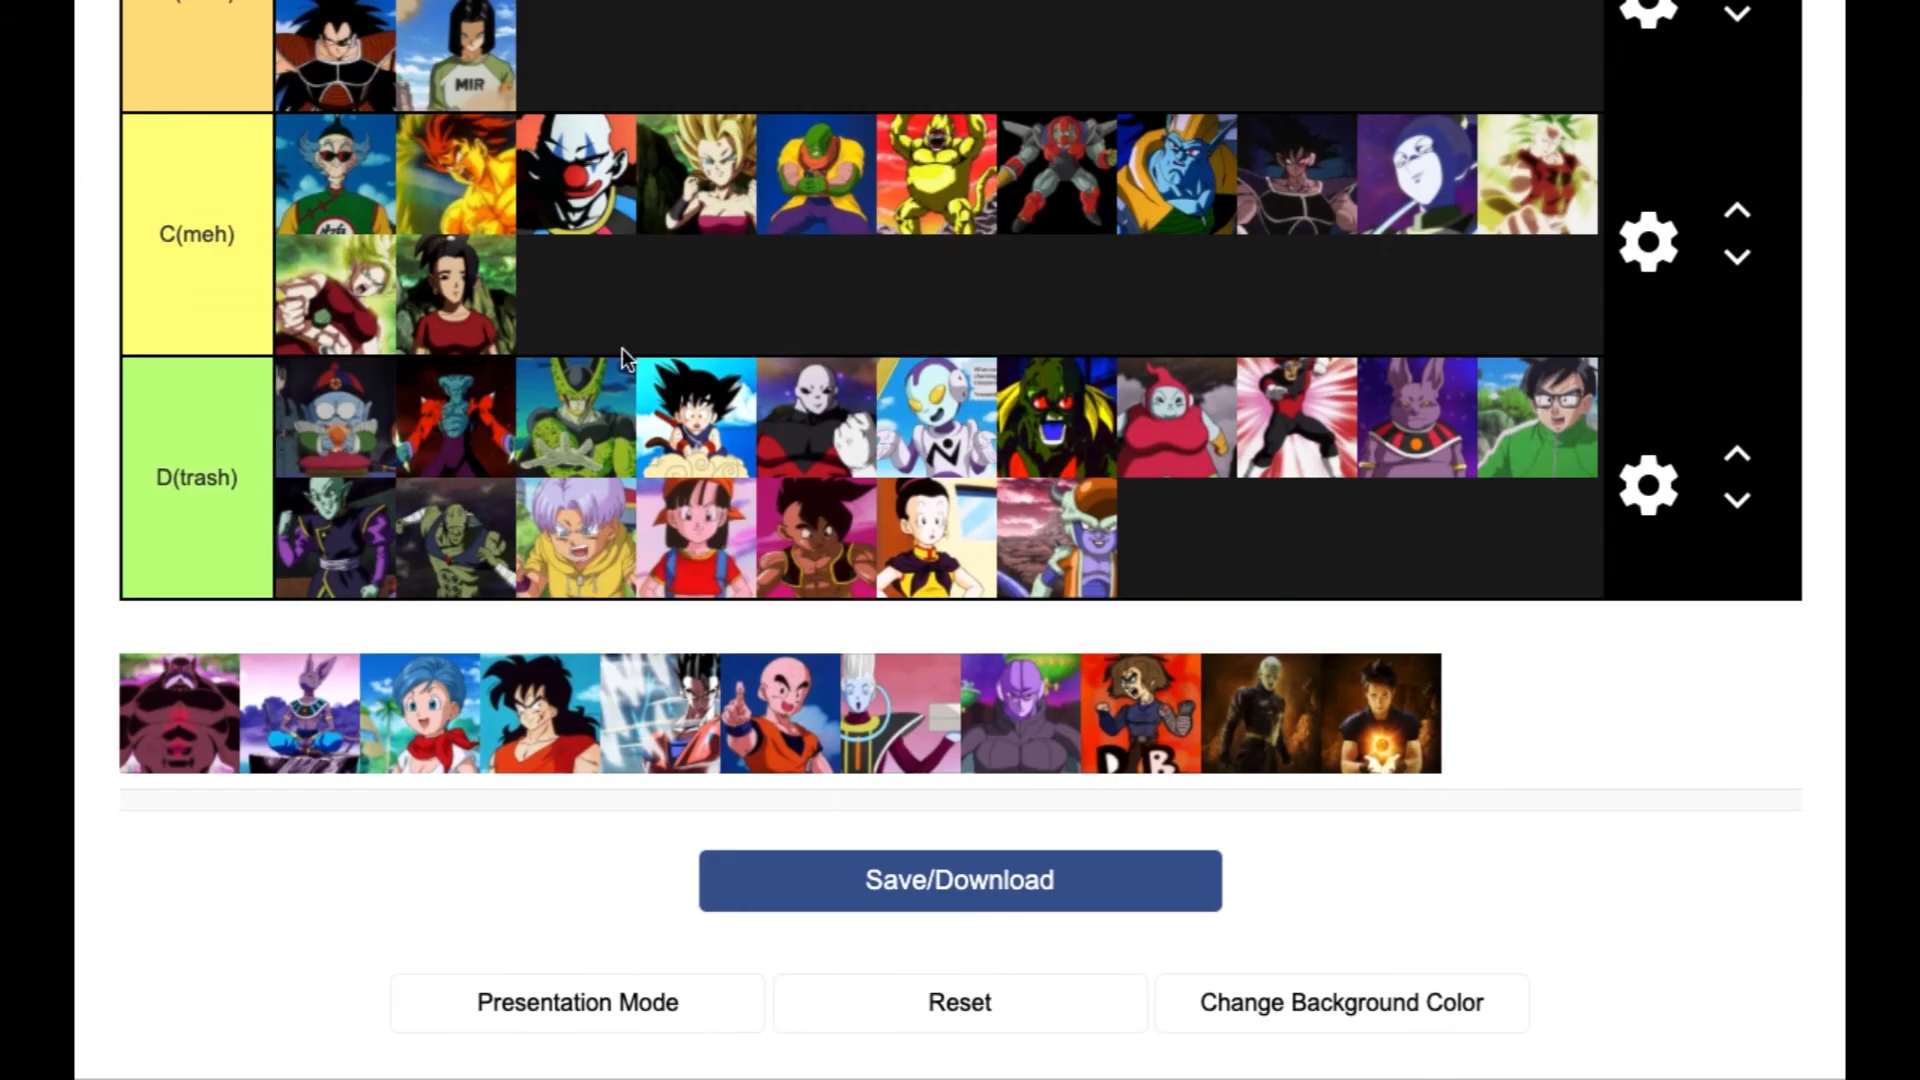 MIR
C(meh)
D(trash)
DB
Save/Download
Presentation Mode
Reset
Change Background Color